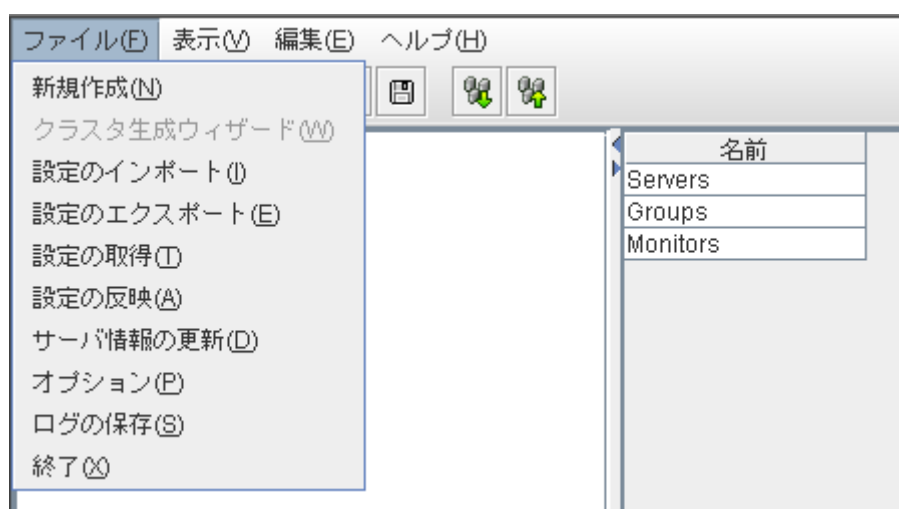 ファイル(F) 表示(V) 編集(E) ヘルプ(H)
新規作成(N)
クラスタ生成ウィザード(W)
設定のインポート(I)
設定のエクスポート(E)
設定の取得(T)
設定の反映(A)
サーバ情報の更新(D)
オプション(P)
ログの保存(S)
終了(X)
名前
Servers
Groups
Monitors